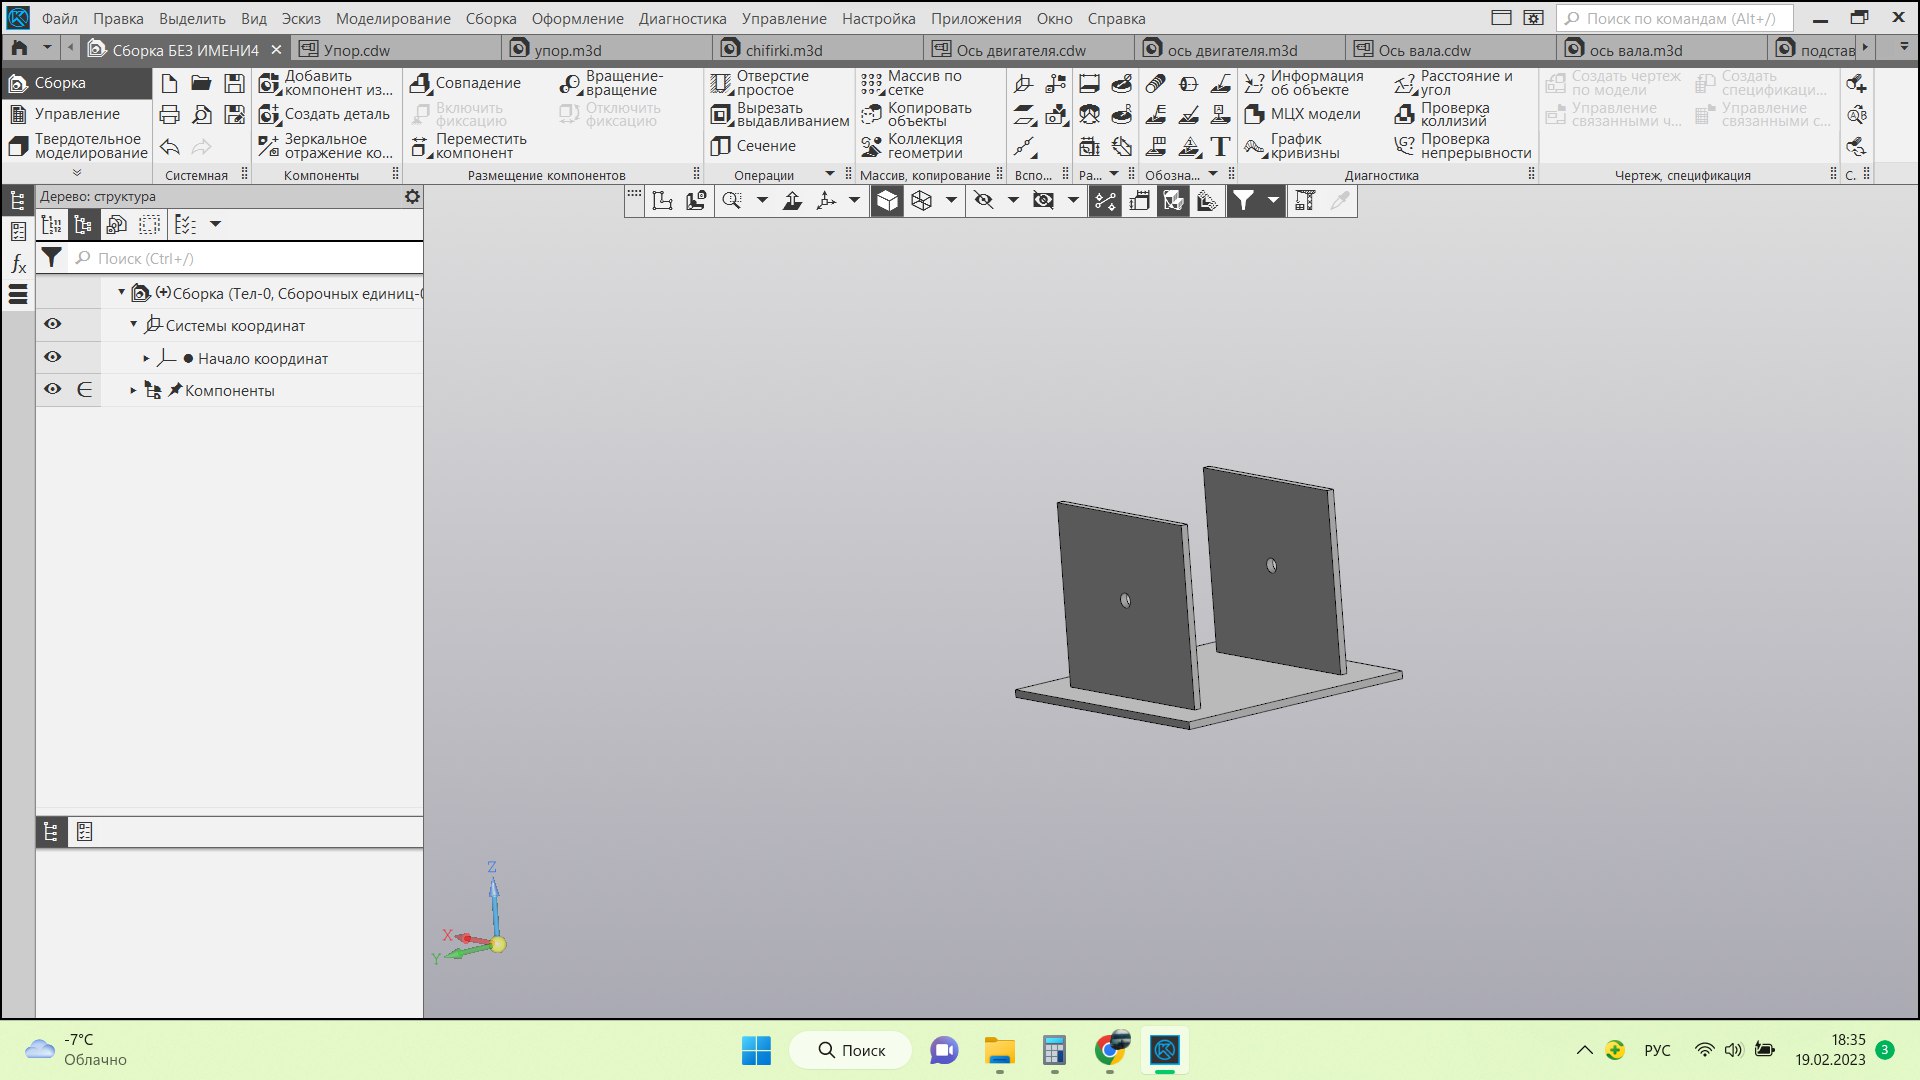 Файл Правка Выделить Вид Эскиз Моделирование Сборка Оформление Диагностика Управление Настройка Приложения Окно Справка Поиск по командам (Alt+/)
Сборка БЕЗ ИМЕНИ4 Упор.cdw упор.m3d chifirki.m3d Ось двигателя.cdw ось двигателя.m3d Ось вала.cdw ось вала.m3d подстав
Сборка
Управление
Твердотельное
моделирование
Системная
Добавить
компонент из...
Создать деталь
Зеркальное
отражение ко...
Компоненты
Совпадение
Включить
фиксацию
Переместить
компонент
Вращение-
вращение
Отключить
фиксацию
Размещение компонентов
Отверстие
простое
Вырезать
выдавливанием
Сечение
Операции
Массив по
сетке
Копировать
объекты
Коллекция
геометрии
Массив, копирование
Вспо...
Ра...
Обозна...
Информация
об объекте
МЦХ модели
График
кривизны
Расстояние и
угол
Проверка
коллизий
Проверка
непрерывности
Диагностика
Создать чертеж
по модели
Управление
связанными ч...
Создать
спецификаци...
Управление
связанными с...
Чертеж, спецификация
С.
Дерево: структура
Поиск (Ctrl+/)
(+)Сборка (Тел-0, Сборочных единиц-0
Системы координат
Начало координат
Компоненты
Z
X
Y
-7°C
Облачно
Поиск
РУС
18:35
19.02.2023
3